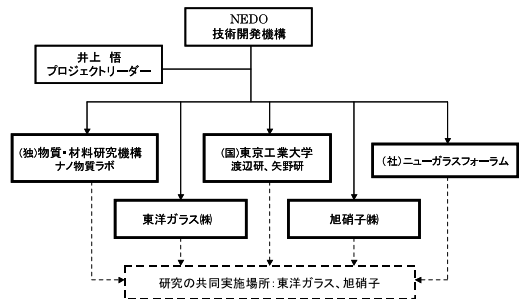 NEDO
技術開発機構
井上 悟
プロジェクトリーダー
(独)物質・材料研究機構
ナノ物質ラボ
(国)東京工業大学
渡辺研、矢野研
(社)ニューガラスフォーラム
東洋ガラス㈱
旭硝子㈱
研究の共同実施場所：東洋ガラス、旭硝子